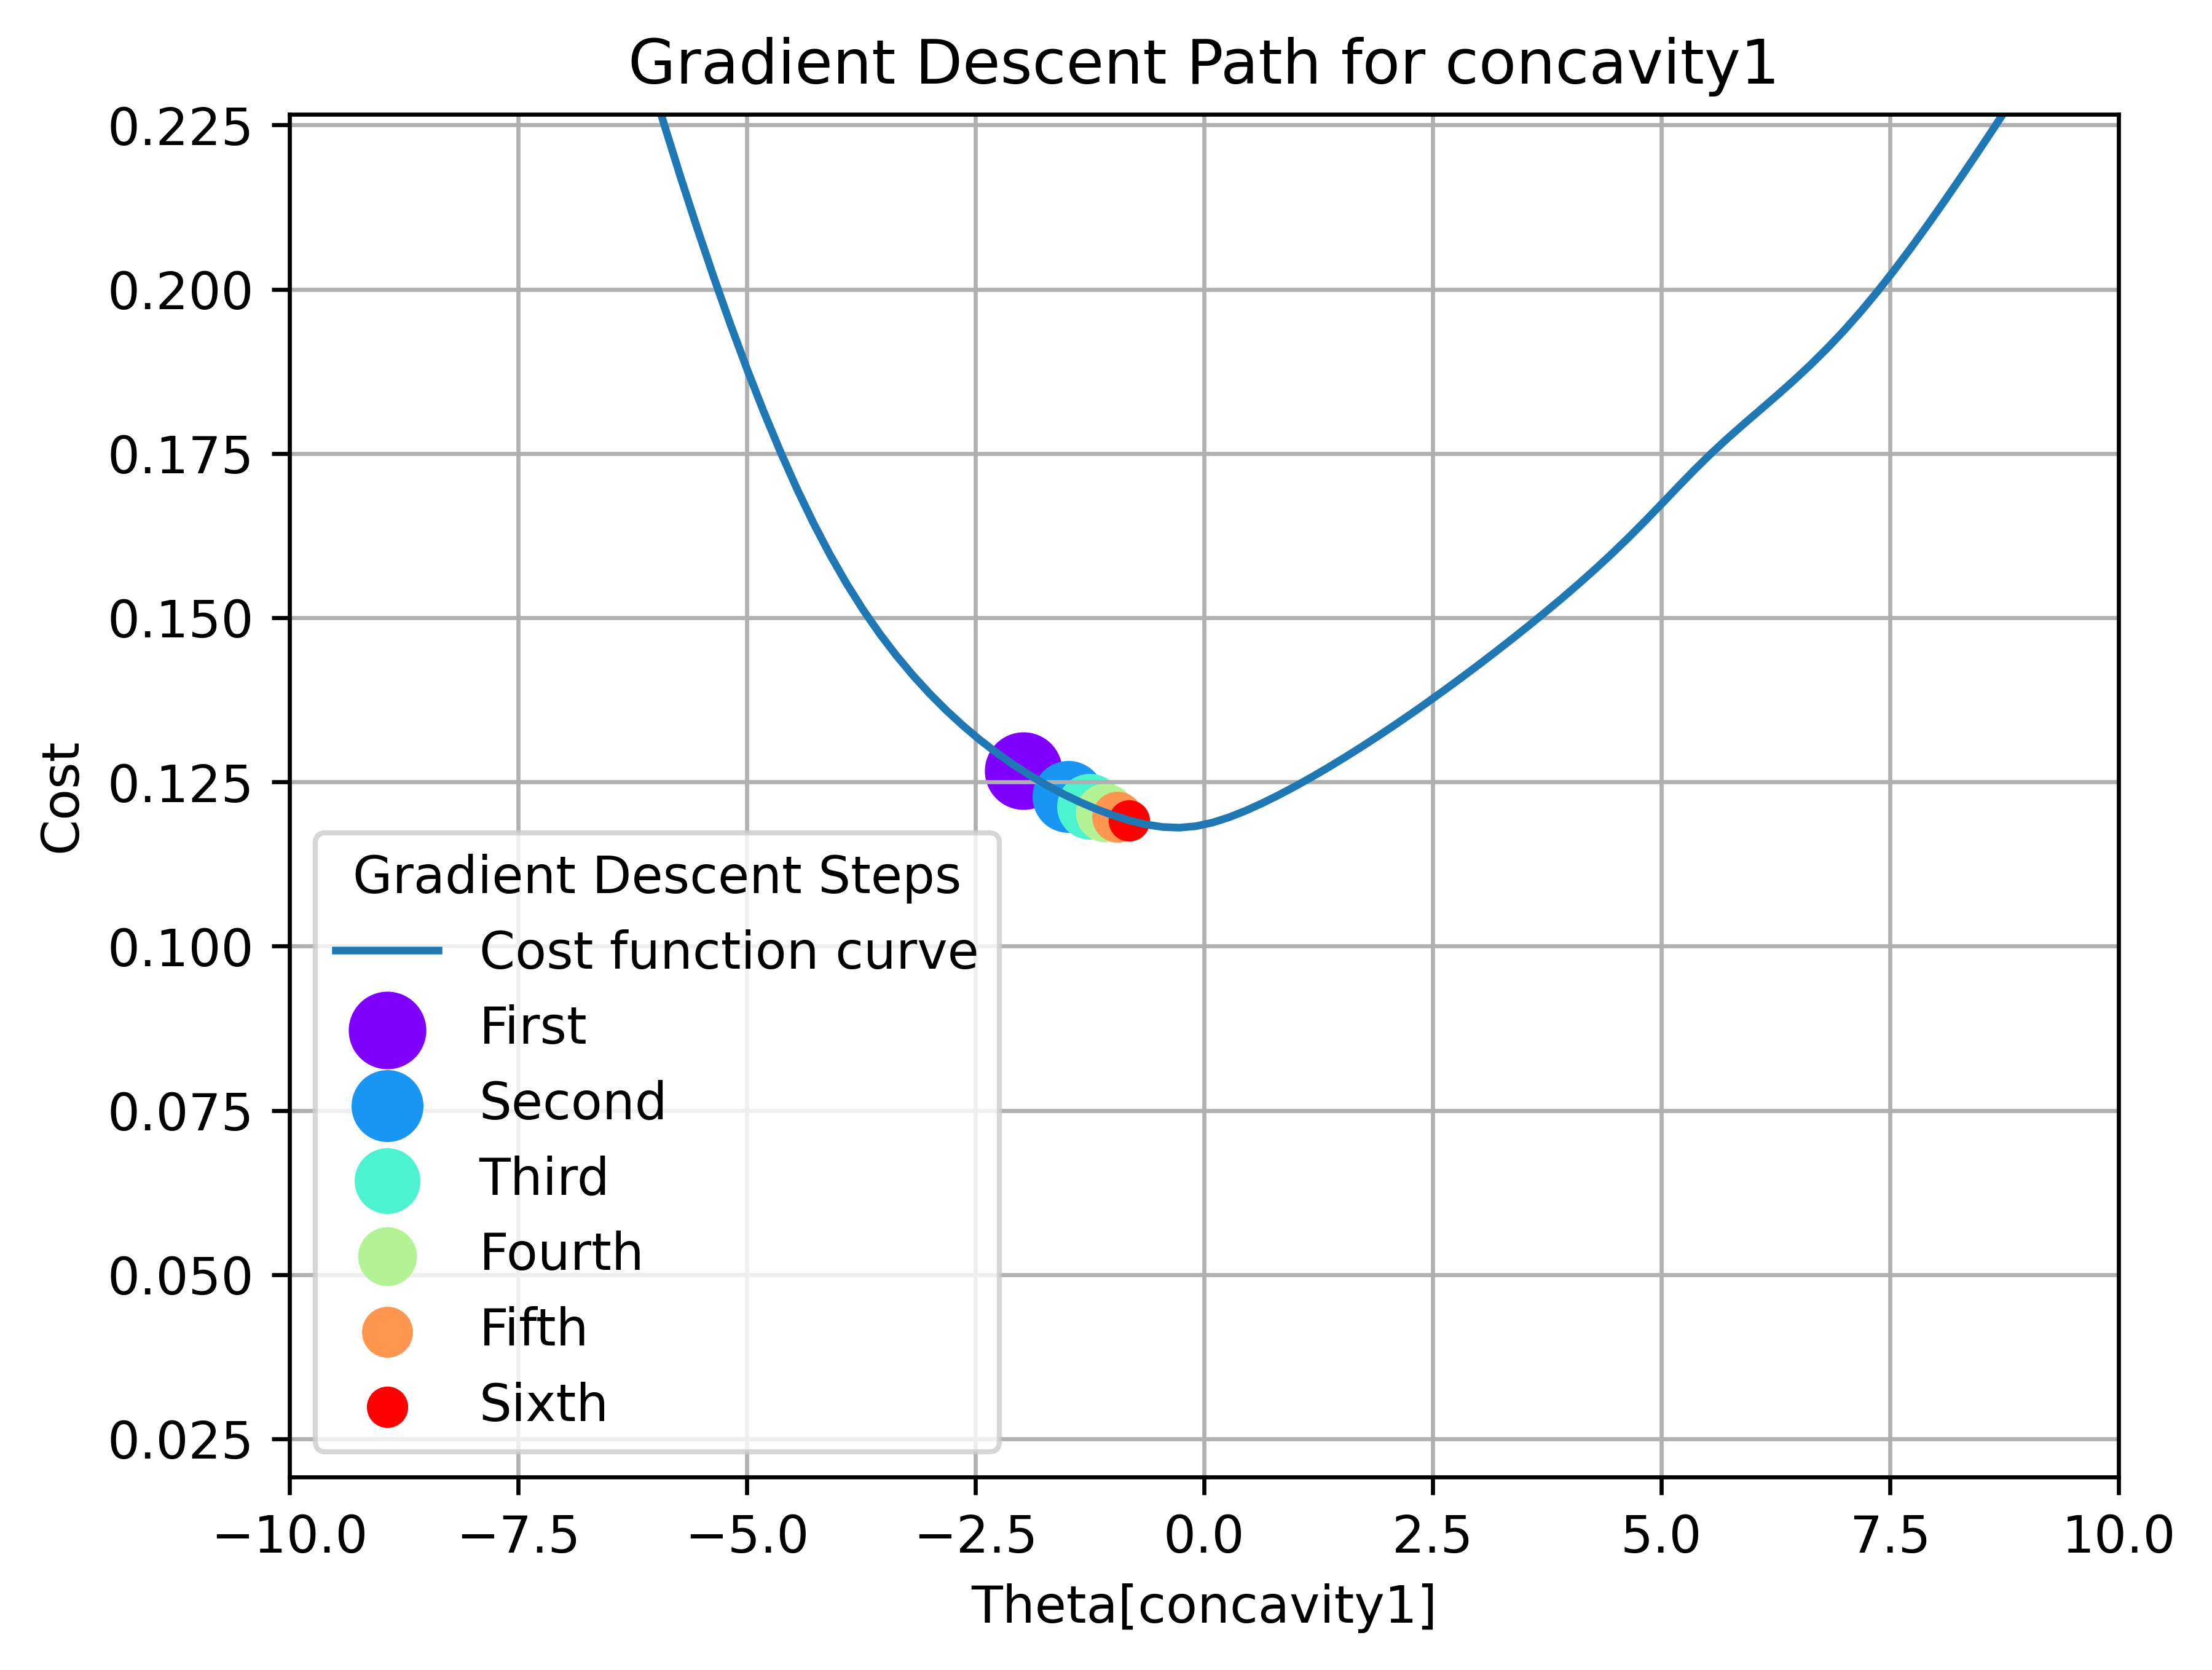 Gradient Descent Path for concavity1
0.225
0.200
0.175
0.150
0.125
0.100
0.075
0.050
0.025
Cost
Gradient Descent Steps
Cost function curve
First
Second
Third
Fourth
Fifth
Sixth
−10.0 −7.5 −5.0 −2.5 0.0 2.5 5.0 7.5 10.0
Theta[concavity1]